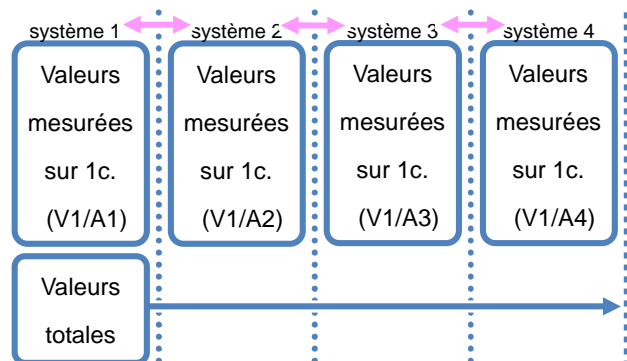 système 1 système 2 système 3 système 4
Valeurs
mesurées
sur 1c.
(V1/A1)
Valeurs
mesurées
sur 1c.
(V1/A2)
Valeurs
mesurées
sur 1c.
(V1/A3)
Valeurs
mesurées
sur 1c.
(V1/A4)
Valeurs
totales